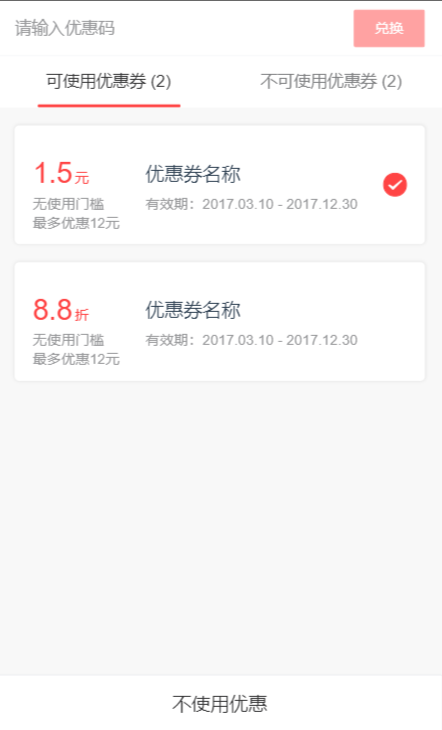 请输入优惠码 兑换
可使用优惠券 (2) 不可使用优惠券 (2)
1.5元 优惠券名称
无使用门槛 有效期：2017.03.10 - 2017.12.30
最多优惠12元
8.8折 优惠券名称
无使用门槛 有效期：2017.03.10 - 2017.12.30
最多优惠12元
不使用优惠